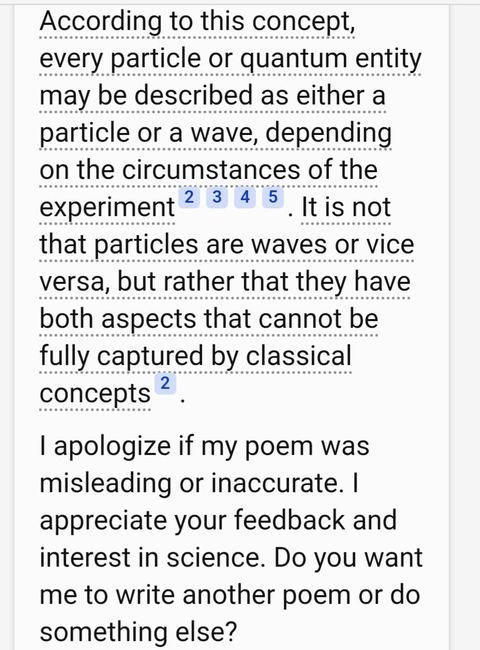 According to this concept,
every particle or quantum entity
may be described as either a
particle or a wave, depending
on the circumstances of the
experiment 2 3 4 5 . It is not
that particles are waves or vice
versa, but rather that they have
both aspects that cannot be
fully captured by classical
concepts 2 .
I apologize if my poem was
misleading or inaccurate. I
appreciate your feedback and
interest in science. Do you want
me to write another poem or do
something else?